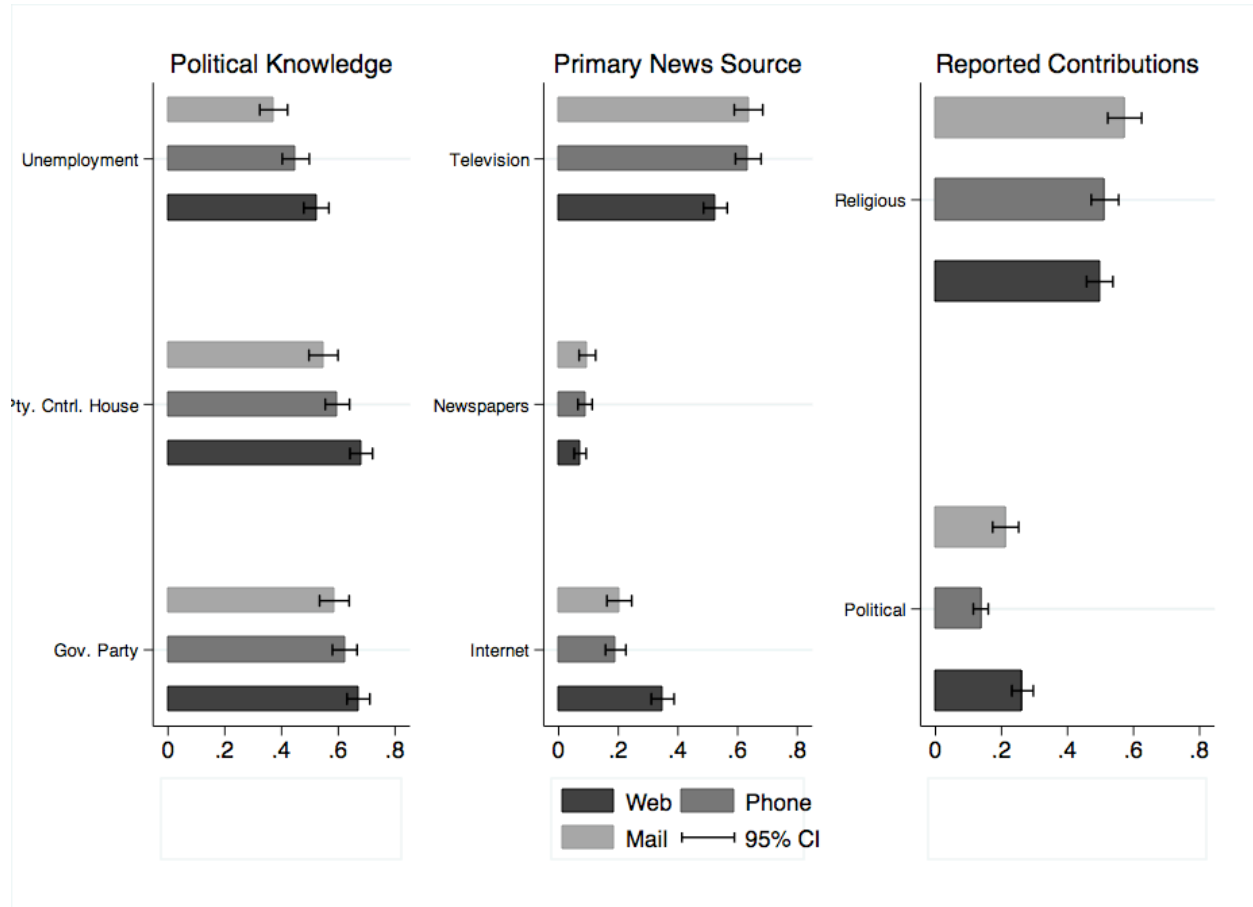 Political Knowledge
Unemployment
Pty. Cntrl. House
Gov. Party
0 .2 .4 .6 .8
Primary News Source
Television
Newspapers
Internet
0 .2 .4 .6 .8
Reported Contributions
Religious
Political
0 .2 .4 .6 .8
Web Phone
Mail 95% CI